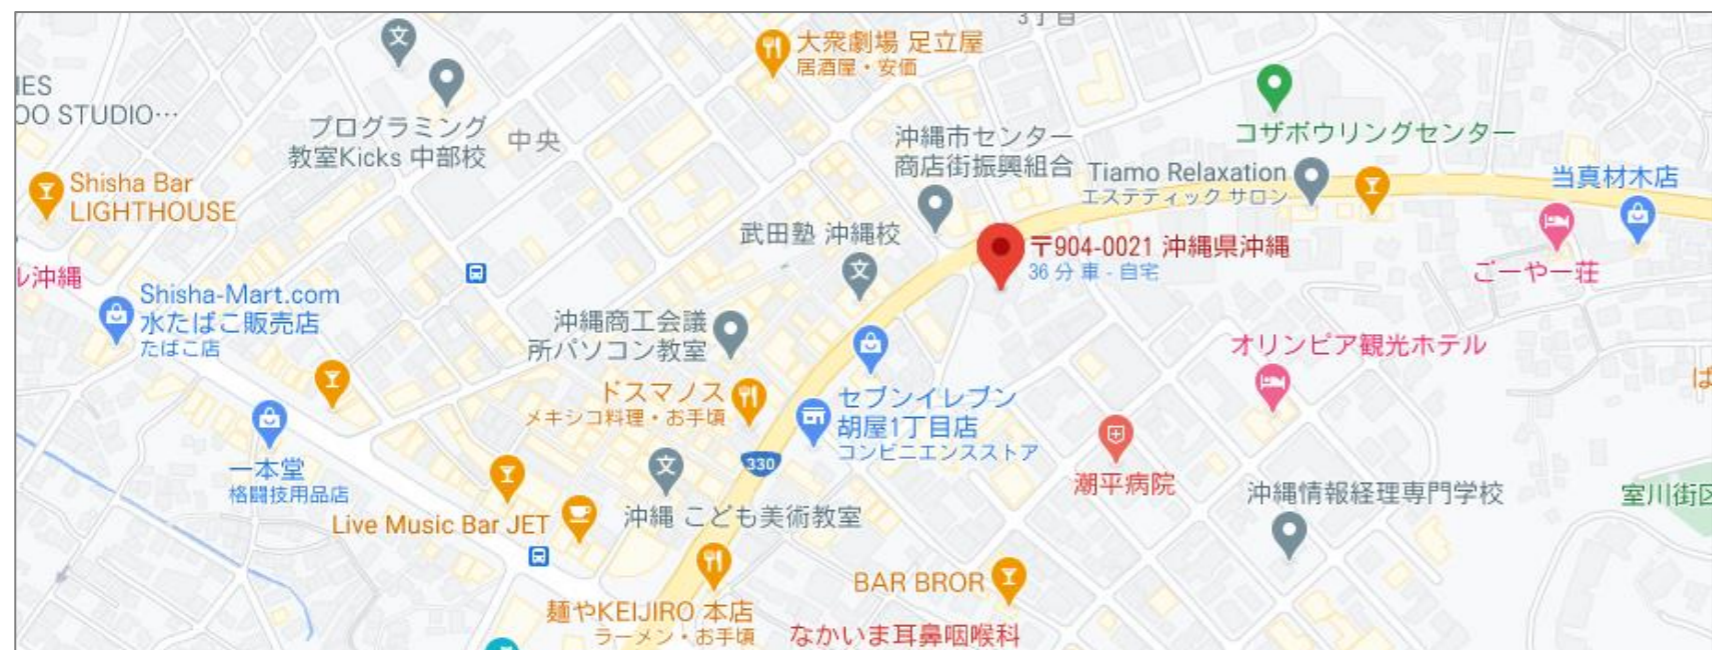 3丁目
大衆劇場 足立屋
居酒屋・安価
IES
OO STUDIO…
プログラミング
教室Kicks 中部校
中央
沖縄市センター
商店街振興組合
コザボウリングセンター
Tiamo Relaxation
エステティック サロン
当真材木店
Shisha Bar
LIGHTHOUSE
武田塾 沖縄校
〒904-0021 沖縄県沖縄
36 分 車 - 自宅
ごーやー荘
ル沖縄
Shisha-Mart.com
水たばこ販売店
たばこ店
沖縄商工会議
所パソコン教室
オリンピア観光ホテル
ドスマノス
メキシコ料理・お手頃
セブンイレブン
胡屋1丁目店
コンビニエンスストア
ば
一本堂
格闘技用品店
330
潮平病院
沖縄情報経理専門学校
室川街区
Live Music Bar JET
沖縄 こども美術教室
BAR BROR
麺やKEIJIRO 本店
ラーメン・お手頃
なかいま耳鼻咽喉科
文
文
文